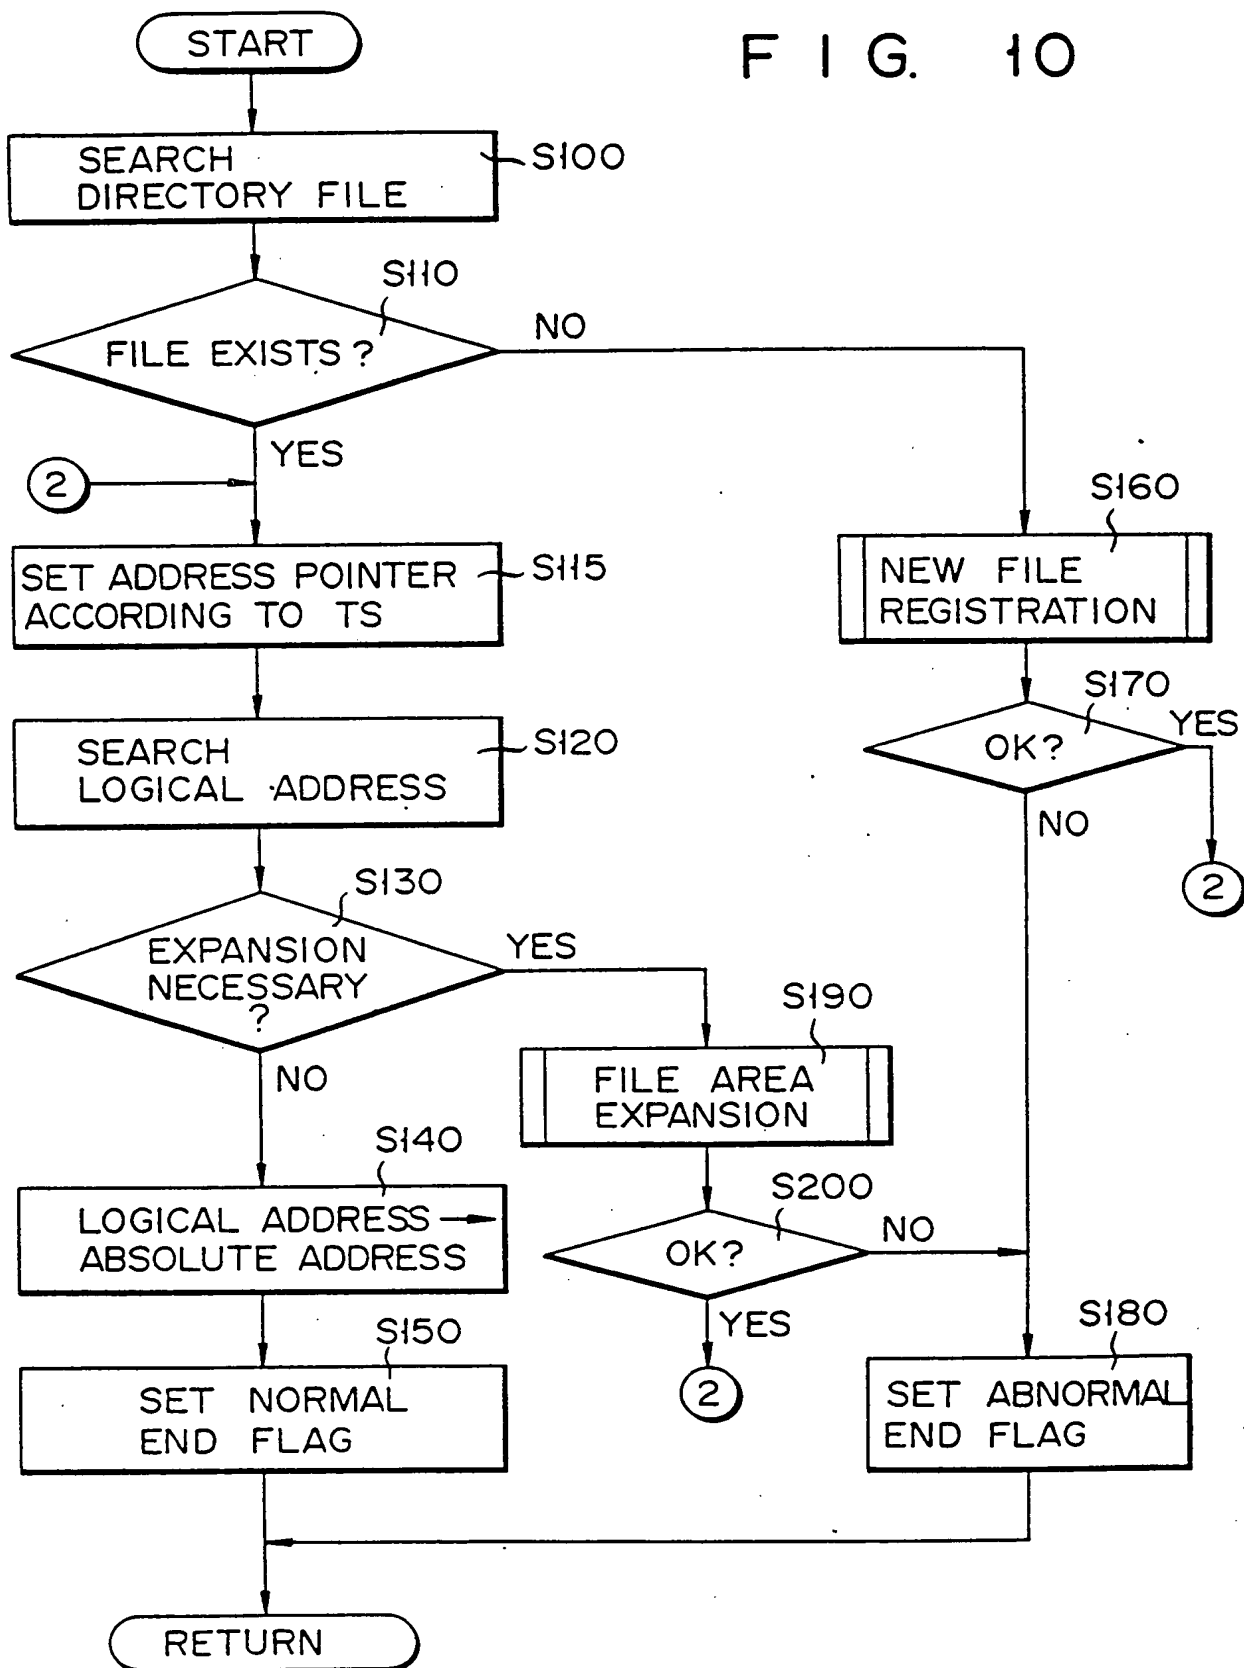 START
F I G. 10
SEARCH
DIRECTORY FILE
S100
S110
FILE EXISTS?
NO
YES
2
S160
SET ADDRESS POINTER
ACCORDING TO TS
S115
NEW FILE
REGISTRATION
S170
YES
OK?
NO
2
SEARCH
LOGICAL ADDRESS
S120
S130
EXPANSION
NECESSARY
?
YES
NO
S190
FILE AREA
EXPANSION
S200
OK?
NO
YES
2
S140
LOGICAL ADDRESS →
ABSOLUTE ADDRESS
S150
SET NORMAL
END FLAG
S180
SET ABNORMAL
END FLAG
RETURN